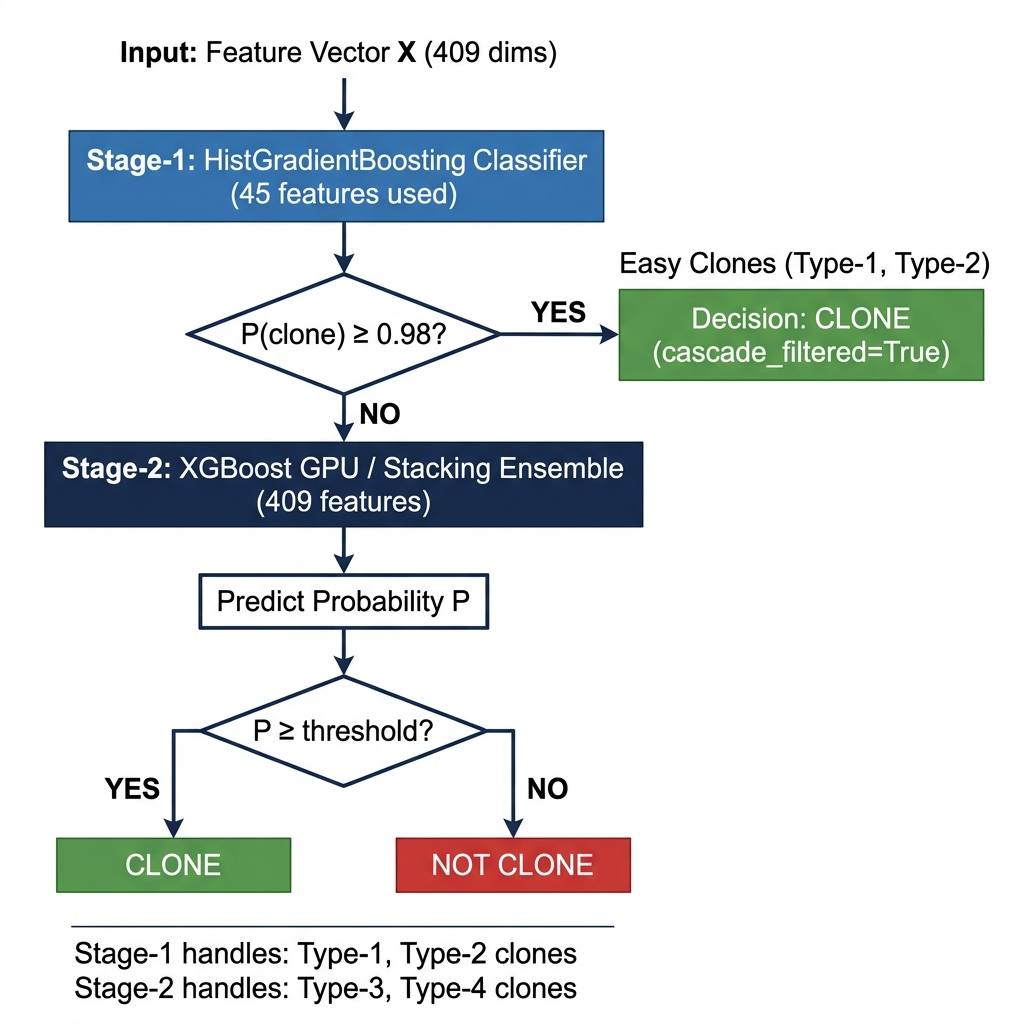 Input: Feature Vector X (409 dims)
Stage-1: HistGradientBoosting Classifier
(45 features used)
Easy Clones (Type-1, Type-2)
P(clone) ≥ 0.98?
YES
Decision: CLONE
(cascade_filtered=True)
NO
Stage-2: XGBoost GPU / Stacking Ensemble
(409 features)
Predict Probability P
P ≥ threshold?
YES
NO
CLONE
NOT CLONE
Stage-1 handles: Type-1, Type-2 clones
Stage-2 handles: Type-3, Type-4 clones